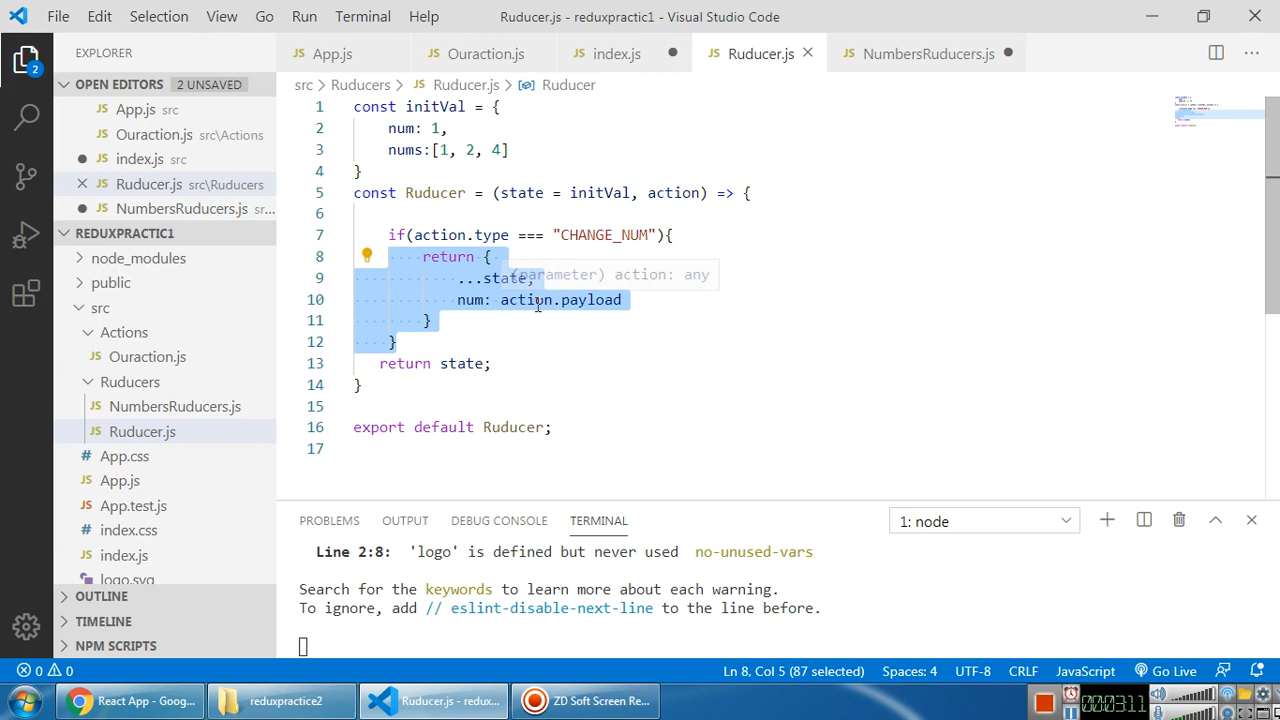 File Edit Selection View Go Run Terminal Help Ruducer.js - reduxpractic1 - Visual Studio Code
EXPLORER ... App.js Ouraction.js index.js Ruducer.js NumbersRuducers.js
2
OPEN EDITORS 2 UNSAVED
src > Ruducers > Ruducer.js > Ruducer
App.js src
Ouraction.js src\Actions
index.js src
Ruducer.js src\Ruducers
NumbersRuducers.js sr...
REDUXPRACTIC1
node_modules
public
src
Actions
Ouraction.js
Ruducers
NumbersRuducers.js
Ruducer.js
App.css
App.js
App.test.js
index.css
index.js
logo.svg
OUTLINE
TIMELINE
NPM SCRIPTS
1 const initVal = {
2 num: 1,
3 nums:[1, 2, 4]
4 }
5 const Ruducer = (state = initVal, action) => {
6
7 if(action.type === "CHANGE_NUM"){
8 return {
(parameter) action: any
9 ...state,
10 num: action.payload
11 }
12 }
13 return state;
14 }
15
16 export default Ruducer;
17
PROBLEMS OUTPUT DEBUG CONSOLE TERMINAL 1: node
Line 2:8: 'logo' is defined but never used no-unused-vars
Search for the keywords to learn more about each warning.
To ignore, add // eslint-disable-next-line to the line before.
0 0 Ln 8, Col 5 (87 selected) Spaces: 4 UTF-8 CRLF JavaScript Go Live
React App - Goog... reduxpractice2 Ruducer.js - redux... ZD Soft Screen Re... 00:03:11